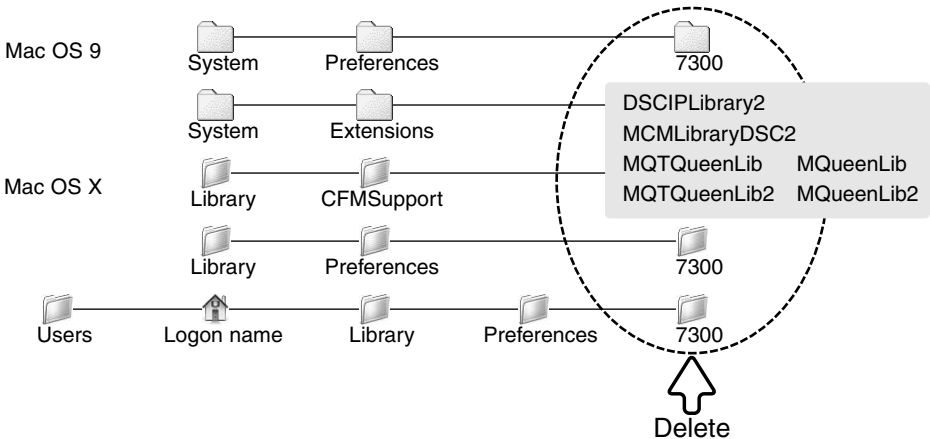 Mac OS 9
System Preferences 7300
System Extensions
DSCIPLibrary2
MCMLibraryDSC2
MQTQueenLib MQueenLib
MQTQueenLib2 MQueenLib2
Mac OS X
Library CFMSupport
Library Preferences 7300
Users Logon name Library Preferences 7300
Delete